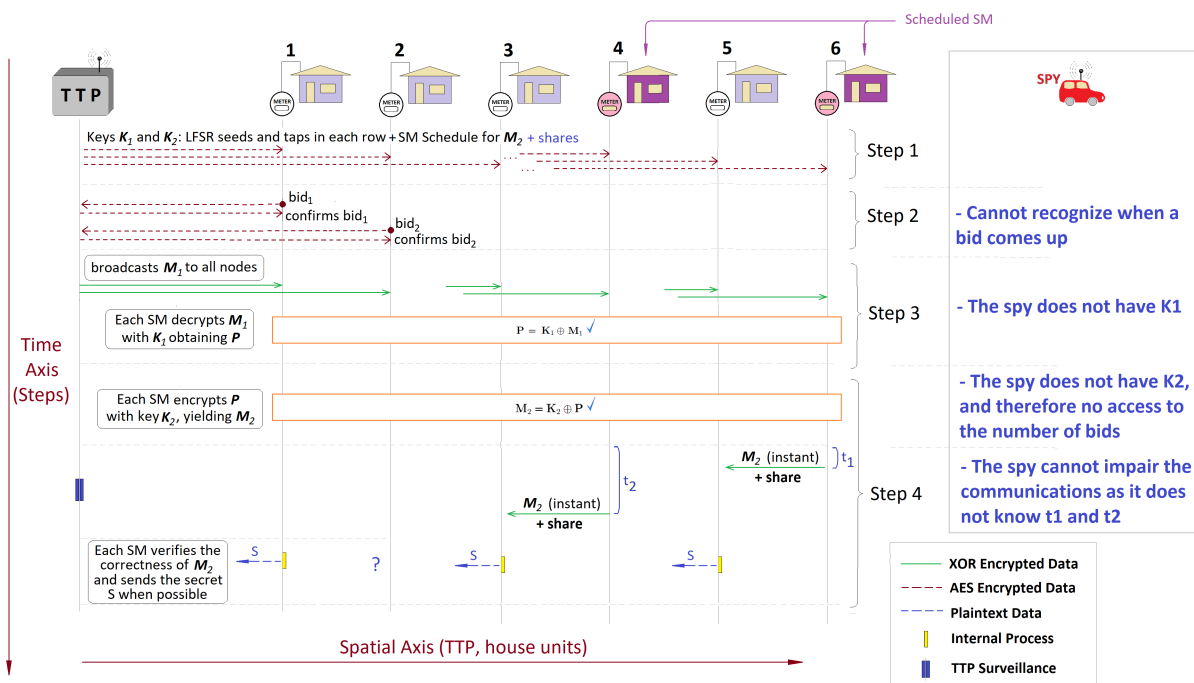 Scheduled SM
1 2 3 4 5 6
TTP
METER METER METER METER METER METER
SPY
Keys K1 and K2: LFSR seeds and taps in each row + SM Schedule for M2 + shares
... ...
Step 1
bid1
confirms bid1
bid2
confirms bid2
Step 2
- Cannot recognize when a
bid comes up
broadcasts M1 to all nodes
Each SM decrypts M1
with K1 obtaining P
P = K1 ⊕ M1 ✓
Step 3
- The spy does not have K1
Time
Axis
(Steps)
Each SM encrypts P
with key K2, yielding M2
M2 = K2 ⊕ P ✓
- The spy does not have K2,
and therefore no access to
the number of bids
M2 (instant)
+ share
t1
t2
M2 (instant)
+ share
Step 4
- The spy cannot impair the
communications as it does
not know t1 and t2
Each SM verifies the
correctness of M2
and sends the secret
S when possible
S ? S S
XOR Encrypted Data
AES Encrypted Data
Plaintext Data
Internal Process
TTP Surveillance
Spatial Axis (TTP, house units)